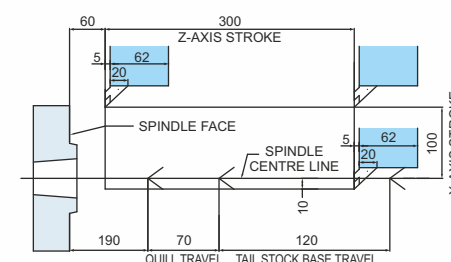 60
300
Z-AXIS STROKE
5
62
20
SPINDLE FACE
SPINDLE
CENTRE LINE
5
62
20
100
10
190
70
120
QUILL TRAVEL
TAIL STOCK BASE TRAVEL